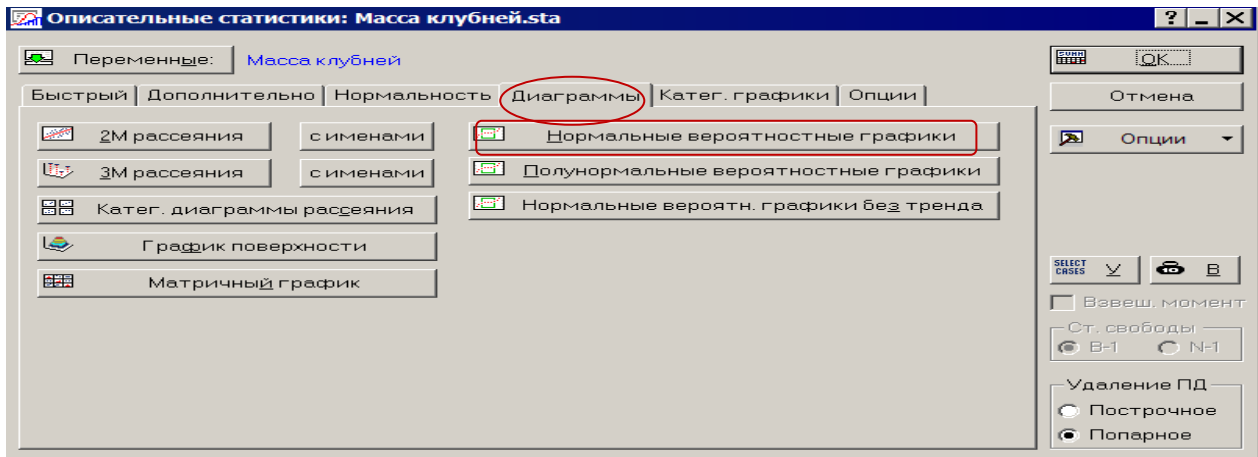 Описательные статистики: Масса клубней.sta
Переменные: Масса клубней
Быстрый Дополнительно Нормальность Диаграммы Катег. графики Опции
2М рассеяния с именами
3М рассеяния с именами
Катег. диаграммы рассеяния
График поверхности
Матричный график
Нормальные вероятностные графики
Полунормальные вероятностные графики
Нормальные вероятн. графики без тренда
OK
Отмена
Опции
SELECT CASES У В
Взвеш. момент
Ст. свободы
В-1 N-1
Удаление ПД
Построчное
Попарное